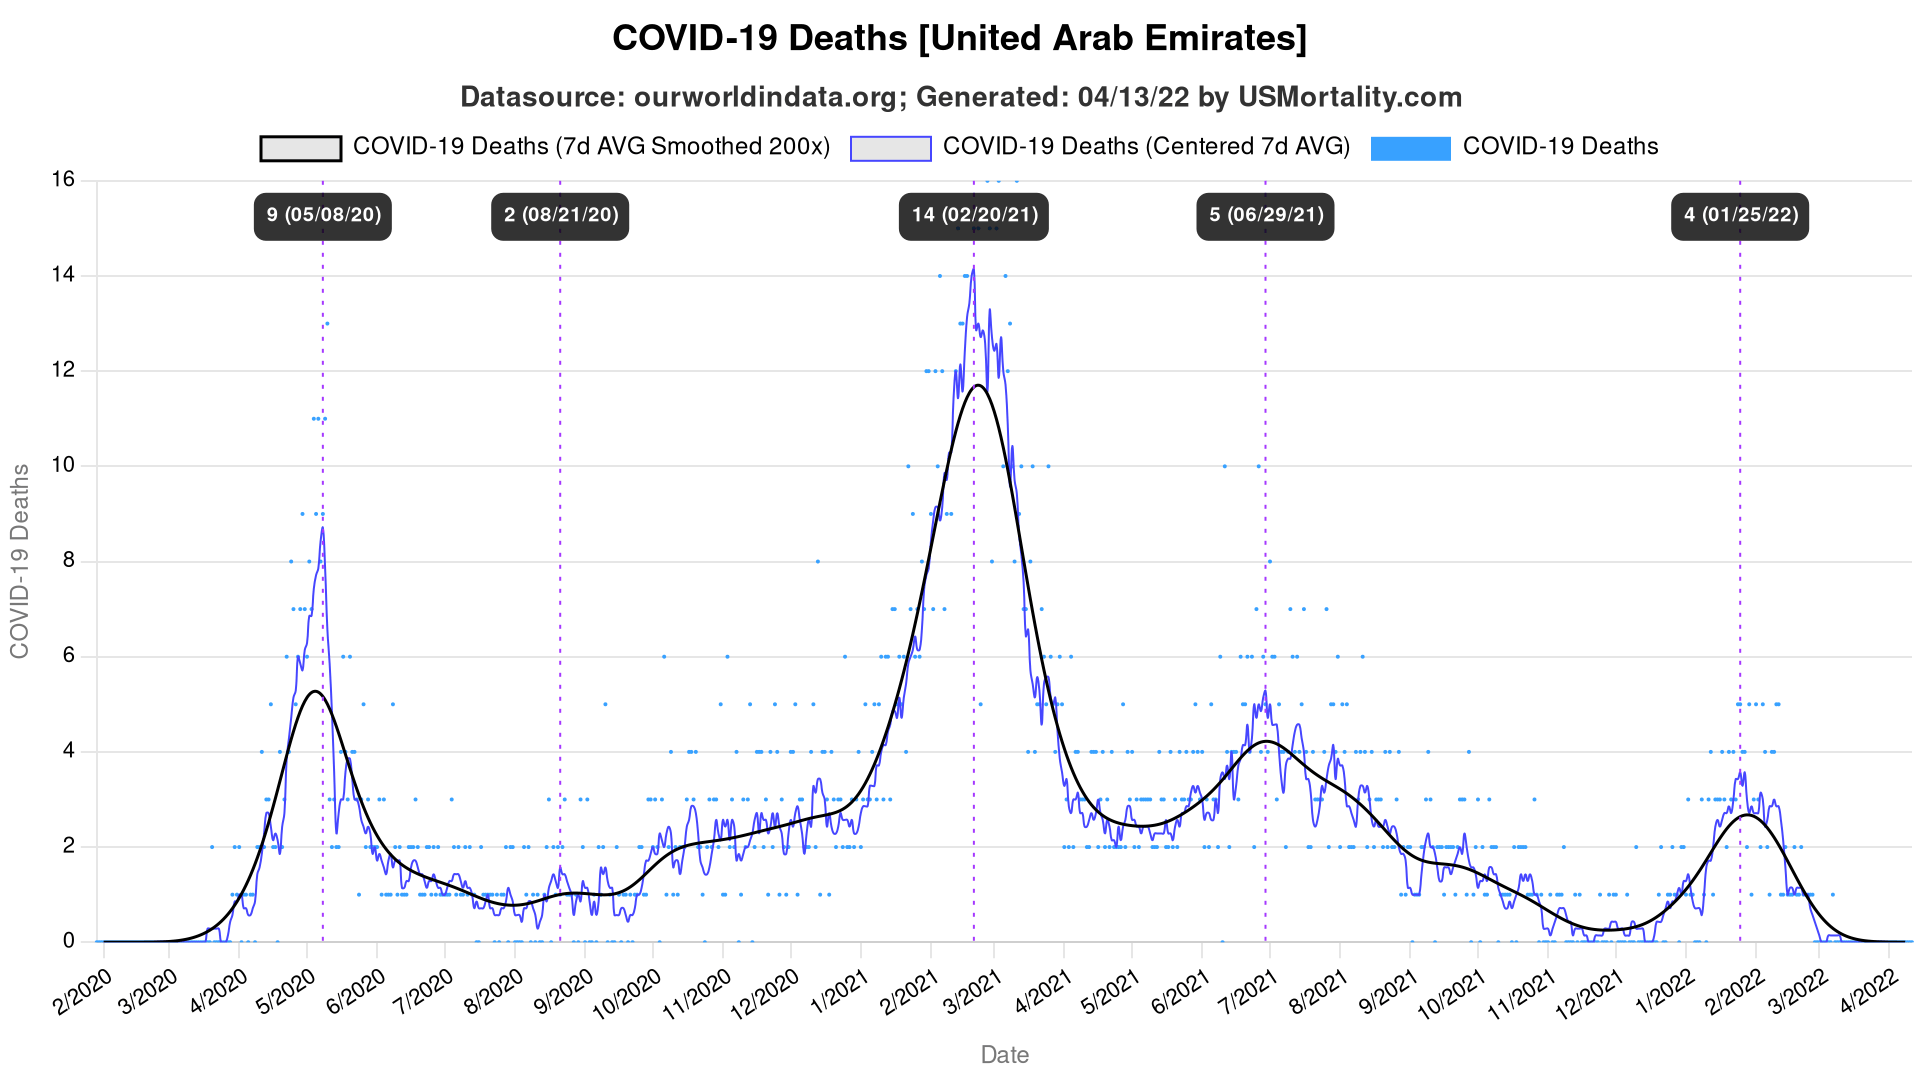 COVID-19 Deaths [United Arab Emirates]
Datasource: ourworldindata.org; Generated: 04/13/22 by USMortality.com
COVID-19 Deaths (7d AVG Smoothed 200x) COVID-19 Deaths (Centered 7d AVG) COVID-19 Deaths
16
9 (05/08/20) 2 (08/21/20) 14 (02/20/21) 5 (06/29/21) 4 (01/25/22)
14
12
10
8
6
4
2
0
COVID-19 Deaths
2/2020 3/2020 4/2020 5/2020 6/2020 7/2020 8/2020 9/2020 10/2020 11/2020 12/2020 1/2021 2/2021 3/2021 4/2021 5/2021 6/2021 7/2021 8/2021 9/2021 10/2021 11/2021 12/2021 1/2022 2/2022 3/2022 4/2022
Date